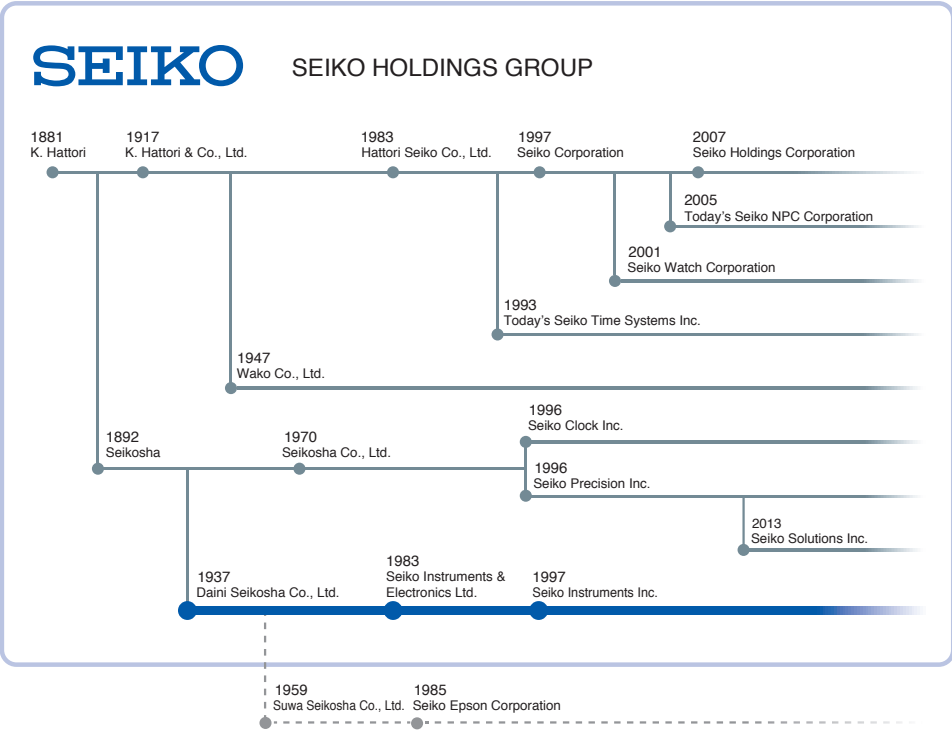 SEIKO
SEIKO HOLDINGS GROUP
1881
K. Hattori
1917
K. Hattori & Co., Ltd.
1983
Hattori Seiko Co., Ltd.
1997
Seiko Corporation
2007
Seiko Holdings Corporation
2005
Today's Seiko NPC Corporation
2001
Seiko Watch Corporation
1993
Today's Seiko Time Systems Inc.
1947
Wako Co., Ltd.
1996
Seiko Clock Inc.
1892
Seikosha
1970
Seikosha Co., Ltd.
1996
Seiko Precision Inc.
2013
Seiko Solutions Inc.
1937
Daini Seikosha Co., Ltd.
1983
Seiko Instruments &
Electronics Ltd.
1997
Seiko Instruments Inc.
1959
Suwa Seikosha Co., Ltd.
1985
Seiko Epson Corporation